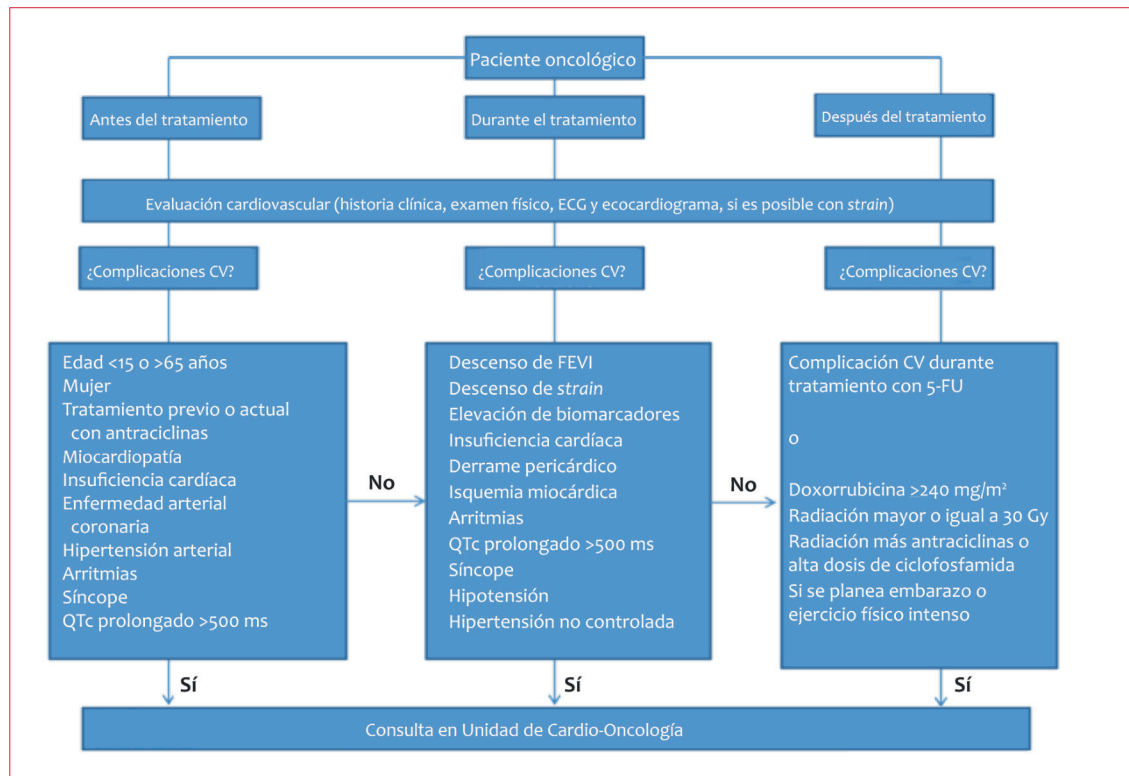 Paciente oncológico
Antes del tratamiento
Durante el tratamiento
Después del tratamiento
Evaluación cardiovascular (historia clínica, examen físico, ECG y ecocardiograma, si es posible con strain)
¿Complicaciones CV?
¿Complicaciones CV?
¿Complicaciones CV?
Edad <15 o >65 años
Mujer
Tratamiento previo o actual
con antraciclinas
Miocardiopatía
Insuficiencia cardíaca
Enfermedad arterial
coronaria
Hipertensión arterial
Arritmias
Síncope
QTc prolongado >500 ms
No
Descenso de FEVI
Descenso de strain
Elevación de biomarcadores
Insuficiencia cardíaca
Derrame pericárdico
Isquemia miocárdica
Arritmias
QTc prolongado >500 ms
Síncope
Hipotensión
Hipertensión no controlada
No
Complicación CV durante
tratamiento con 5-FU
o
Doxorrubicina ≥240 mg/m²
Radiación mayor o igual a 30 Gy
Radiación más antraciclinas o
alta dosis de ciclofosfamida
Si se planea embarazo o
ejercicio físico intenso
Sí
Sí
Sí
Consulta en Unidad de Cardio-Oncología